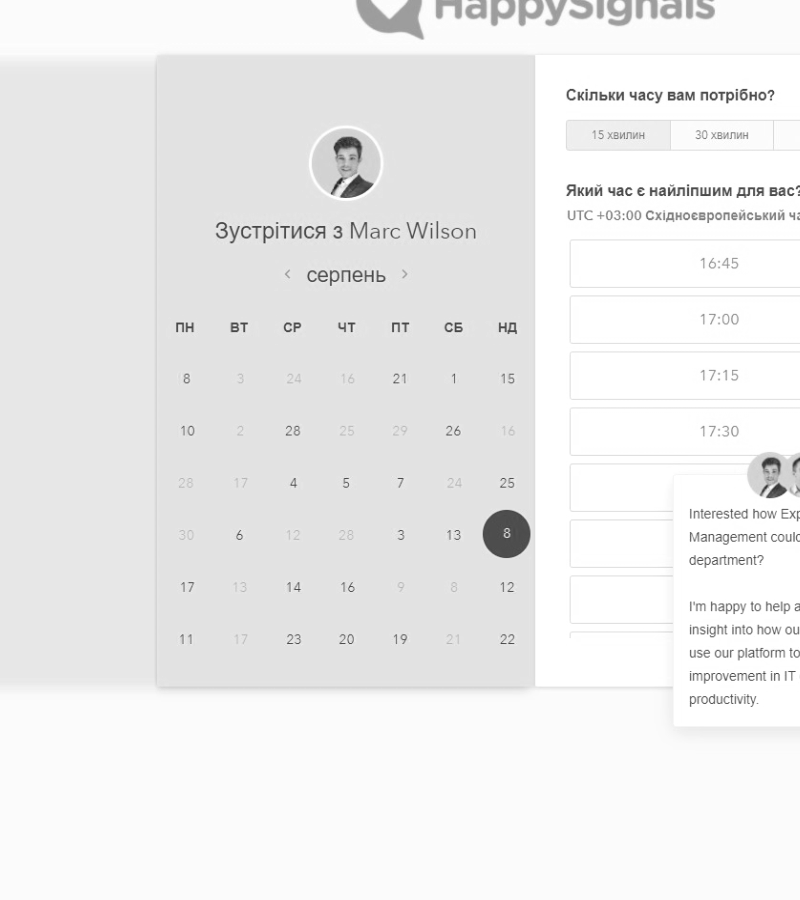 HappySignals
Зустрітися з Marc Wilson
серпень
ПН ВТ СР ЧТ ПТ СБ НД
8 3 24 16 21 1 15
10 2 28 25 29 26 16
28 17 4 5 7 24 25
30 6 12 28 3 13 8
17 13 14 16 9 8 12
11 17 23 20 19 21 22
Скільки часу вам потрібно?
15 хвилин 30 хвилин
Який час є найліпшим для вас?
UTC +03:00 Східноєвропейський
16:45
17:00
17:15
17:30
Interested how
Management
department?
I'm happy to help
insight into how
use our platform to
improvement in IT
productivity.